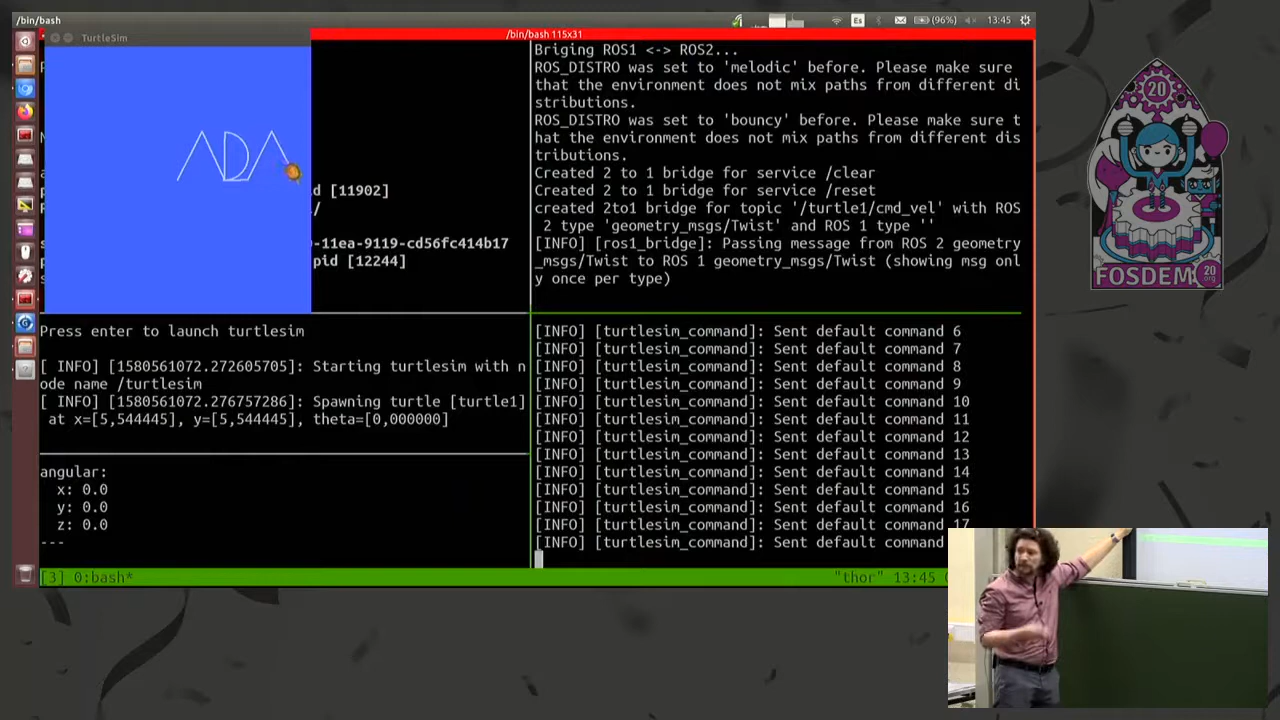 /bin/bash
Es
(96%)
13:45
TurtleSim
/bin/bash 115x31
ADA
d [11902]
/
-11ea-9119-cd56fc414b17
pid [12244]
Briging ROS1 <-> ROS2...
ROS_DISTRO was set to 'melodic' before. Please make sure
that the environment does not mix paths from different di
stributions.
ROS_DISTRO was set to 'bouncy' before. Please make sure t
hat the environment does not mix paths from different dis
tributions.
Created 2 to 1 bridge for service /clear
Created 2 to 1 bridge for service /reset
created 2to1 bridge for topic '/turtle1/cmd_vel' with ROS
2 type 'geometry_msgs/Twist' and ROS 1 type ''
[INFO] [ros1_bridge]: Passing message from ROS 2 geometry
_msgs/Twist to ROS 1 geometry_msgs/Twist (showing msg onl
y once per type)
Press enter to launch turtlesim
[ INFO] [1580561072.272605705]: Starting turtlesim with n
ode name /turtlesim
[ INFO] [1580561072.276757286]: Spawning turtle [turtle1]
at x=[5,544445], y=[5,544445], theta=[0,000000]
angular:
x: 0.0
y: 0.0
z: 0.0
---
[INFO] [turtlesim_command]: Sent default command 6
[INFO] [turtlesim_command]: Sent default command 7
[INFO] [turtlesim_command]: Sent default command 8
[INFO] [turtlesim_command]: Sent default command 9
[INFO] [turtlesim_command]: Sent default command 10
[INFO] [turtlesim_command]: Sent default command 11
[INFO] [turtlesim_command]: Sent default command 12
[INFO] [turtlesim_command]: Sent default command 13
[INFO] [turtlesim_command]: Sent default command 14
[INFO] [turtlesim_command]: Sent default command 15
[INFO] [turtlesim_command]: Sent default command 16
[INFO] [turtlesim_command]: Sent default command 17
[INFO] [turtlesim_command]: Sent default command
[3] 0:bash*
"thor" 13:45
20
FOSDEM
20
.org